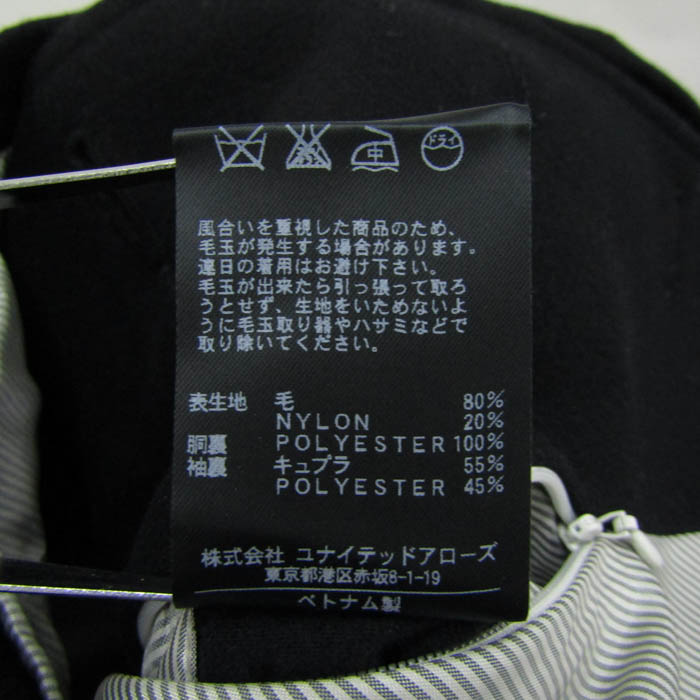 中 ドライ
風合いを重視した商品のため、
毛玉が発生する場合があります。
連日の着用はお避け下さい。
毛玉が出来たら引っ張って取ろ
うとせず、生地をいためないよ
うに毛玉取り器やハサミなどで
取り除いてください。
表生地 毛 80%
NYLON 20%
胴裏 POLYESTER 100%
袖裏 キュプラ 55%
POLYESTER 45%
株式会社 ユナイテッドアローズ
東京都港区赤坂8-1-19
ベトナム製